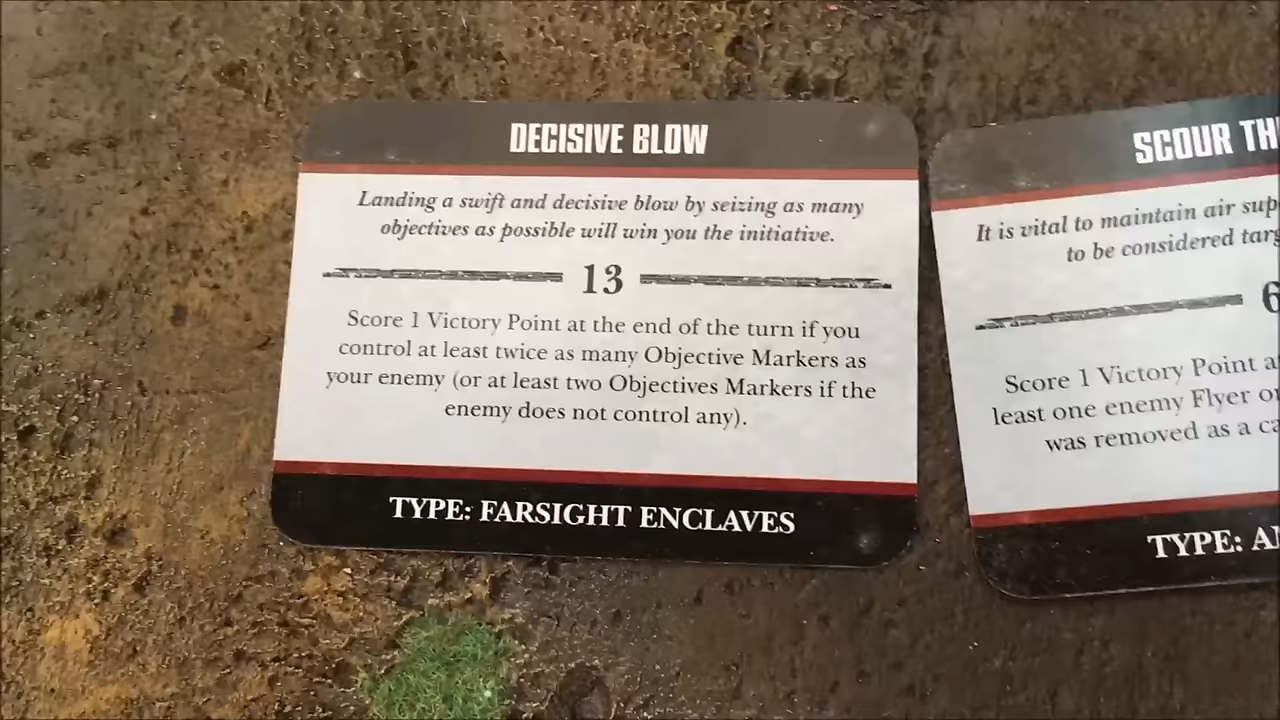 DECISIVE BLOW
Landing a swift and decisive blow by seizing as many
objectives as possible will win you the initiative.
13
Score 1 Victory Point at the end of the turn if you
control at least twice as many Objective Markers as
your enemy (or at least two Objectives Markers if the
enemy does not control any).
TYPE: FARSIGHT ENCLAVES
SCOUR
It is vital to maintain air
to be considered
6
Score 1 Victory Point
least one enemy Flyer
was removed as a
TYPE: